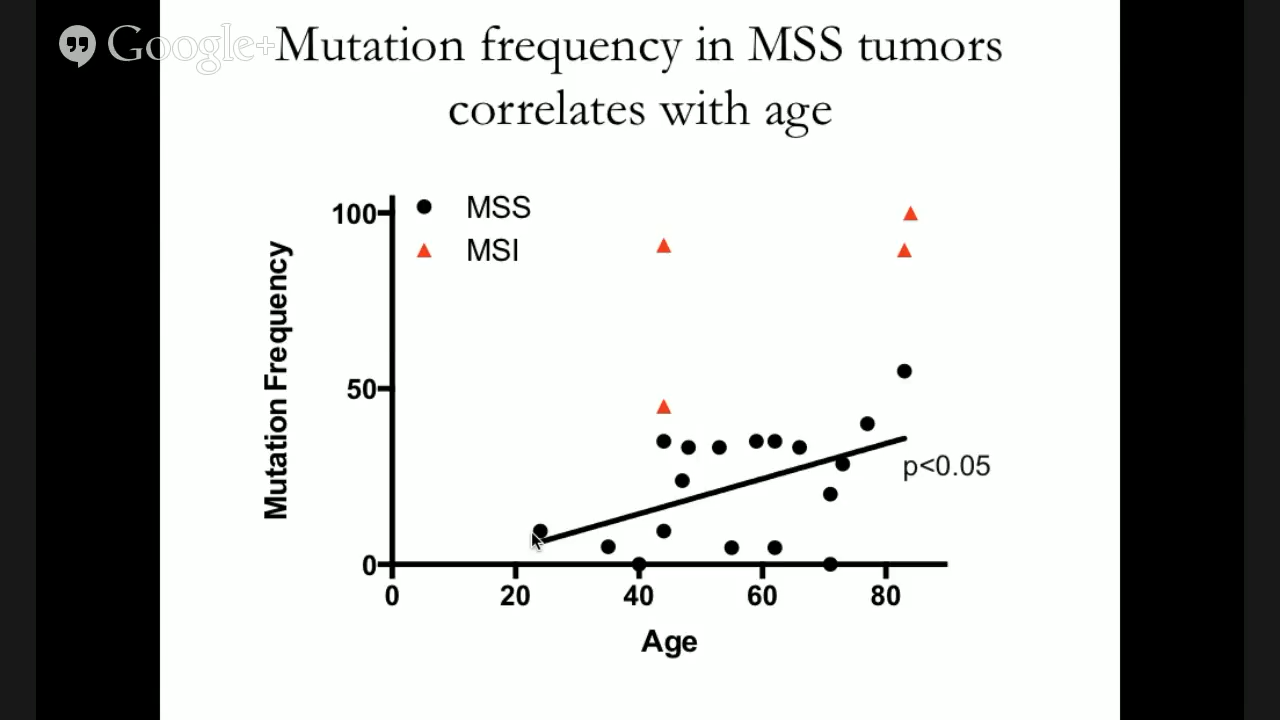 Google+
Mutation frequency in MSS tumors
correlates with age
MSS
MSI
100
50
0
Mutation Frequency
p<0.05
0 20 40 60 80
Age